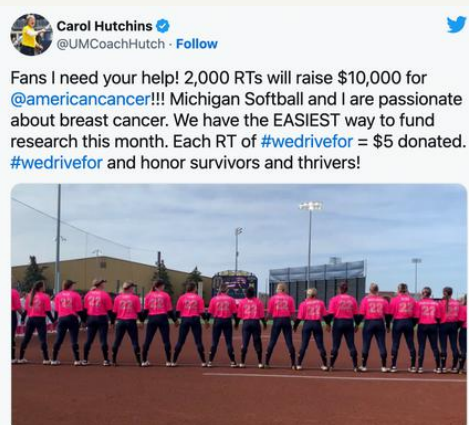 Carol Hutchins
@UMCoachHutch · Follow
Fans I need your help! 2,000 RTs will raise $10,000 for
@americancancer!!! Michigan Softball and I are passionate
about breast cancer. We have the EASIEST way to fund
research this month. Each RT of #wedrivefor = $5 donated.
#wedrivefor and honor survivors and thrivers!